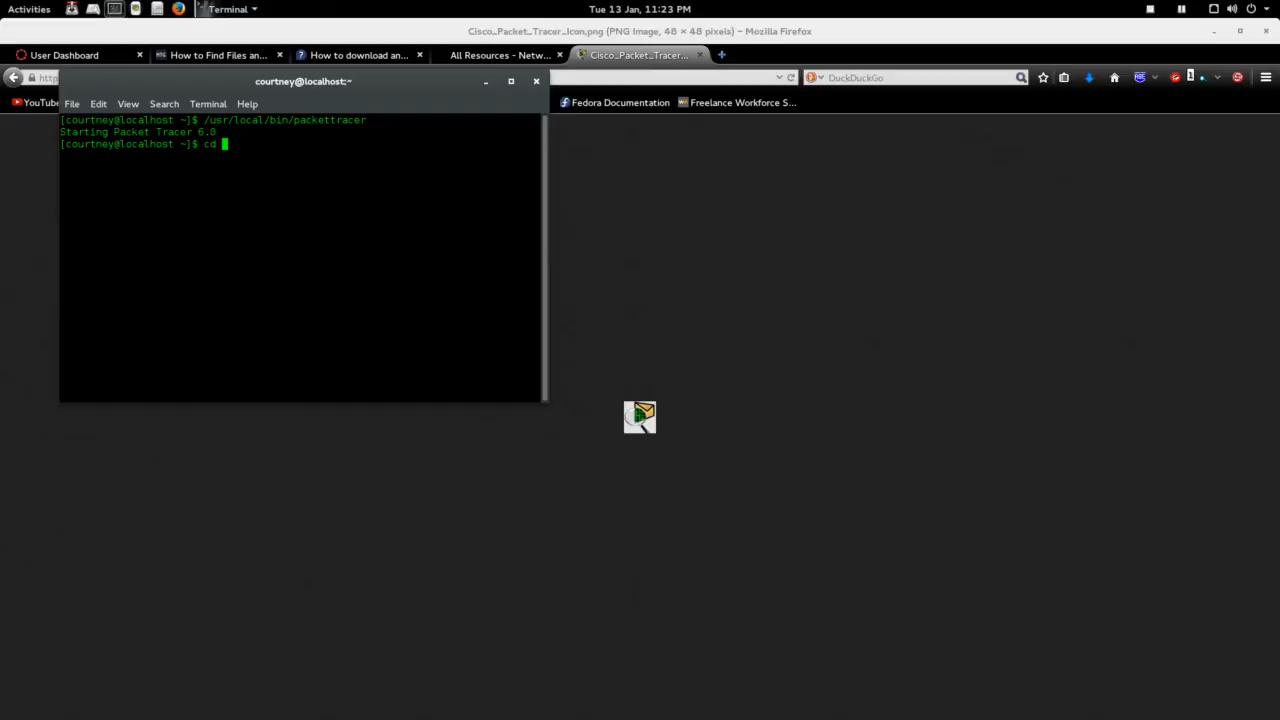 Activities
Terminal
Tue 13 Jan, 11:23 PM
Cisco_Packet_Tracer_Icon.png (PNG Image, 48 × 48 pixels) - Mozilla Firefox
User Dashboard
How to Find Files an...
How to download an...
All Resources - Netw...
Cisco_Packet_Tracer...
http
DuckDuckGo
1
YouTube
Fedora Documentation
Freelance Workforce S...
courtney@localhost:~
File Edit View Search Terminal Help
[courtney@localhost ~]$ /usr/local/bin/packettracer
Starting Packet Tracer 6.0
[courtney@localhost ~]$ cd